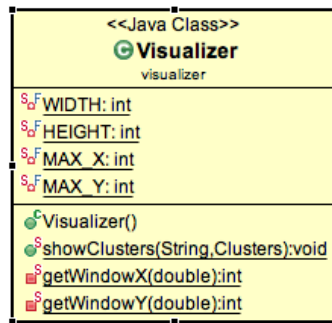 <<Java Class>>
C Visualizer
visualizer
S F WIDTH: int
S F HEIGHT: int
S F MAX_X: int
S F MAX_Y: int
C Visualizer()
S showClusters(String,Clusters):void
S getWindowX(double):int
S getWindowY(double):int